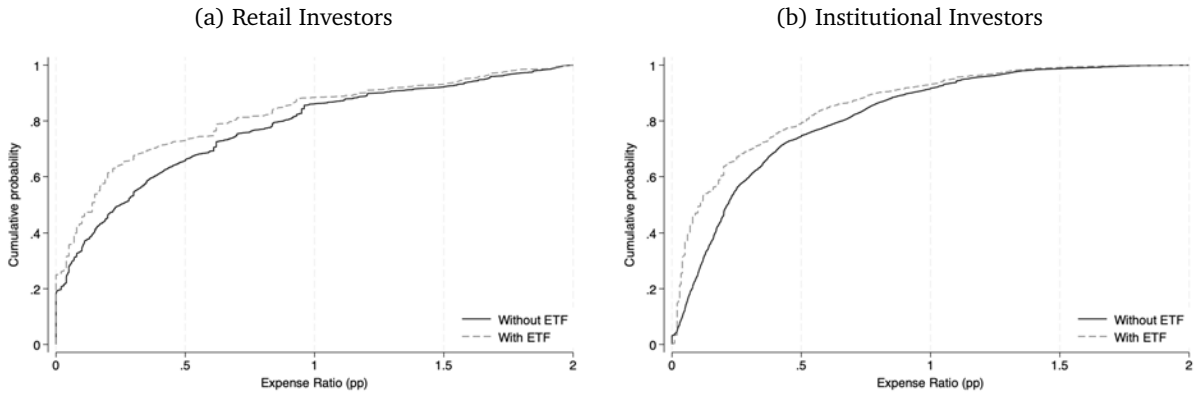 (a) Retail Investors
Cumulative probability
1
.8
.6
.4
.2
0
Without ETF
With ETF
0
.5
1
1.5
2
Expense Ratio (pp)
(b) Institutional Investors
Cumulative probability
1
.8
.6
.4
.2
0
Without ETF
With ETF
0
.5
1
1.5
2
Expense Ratio (pp)